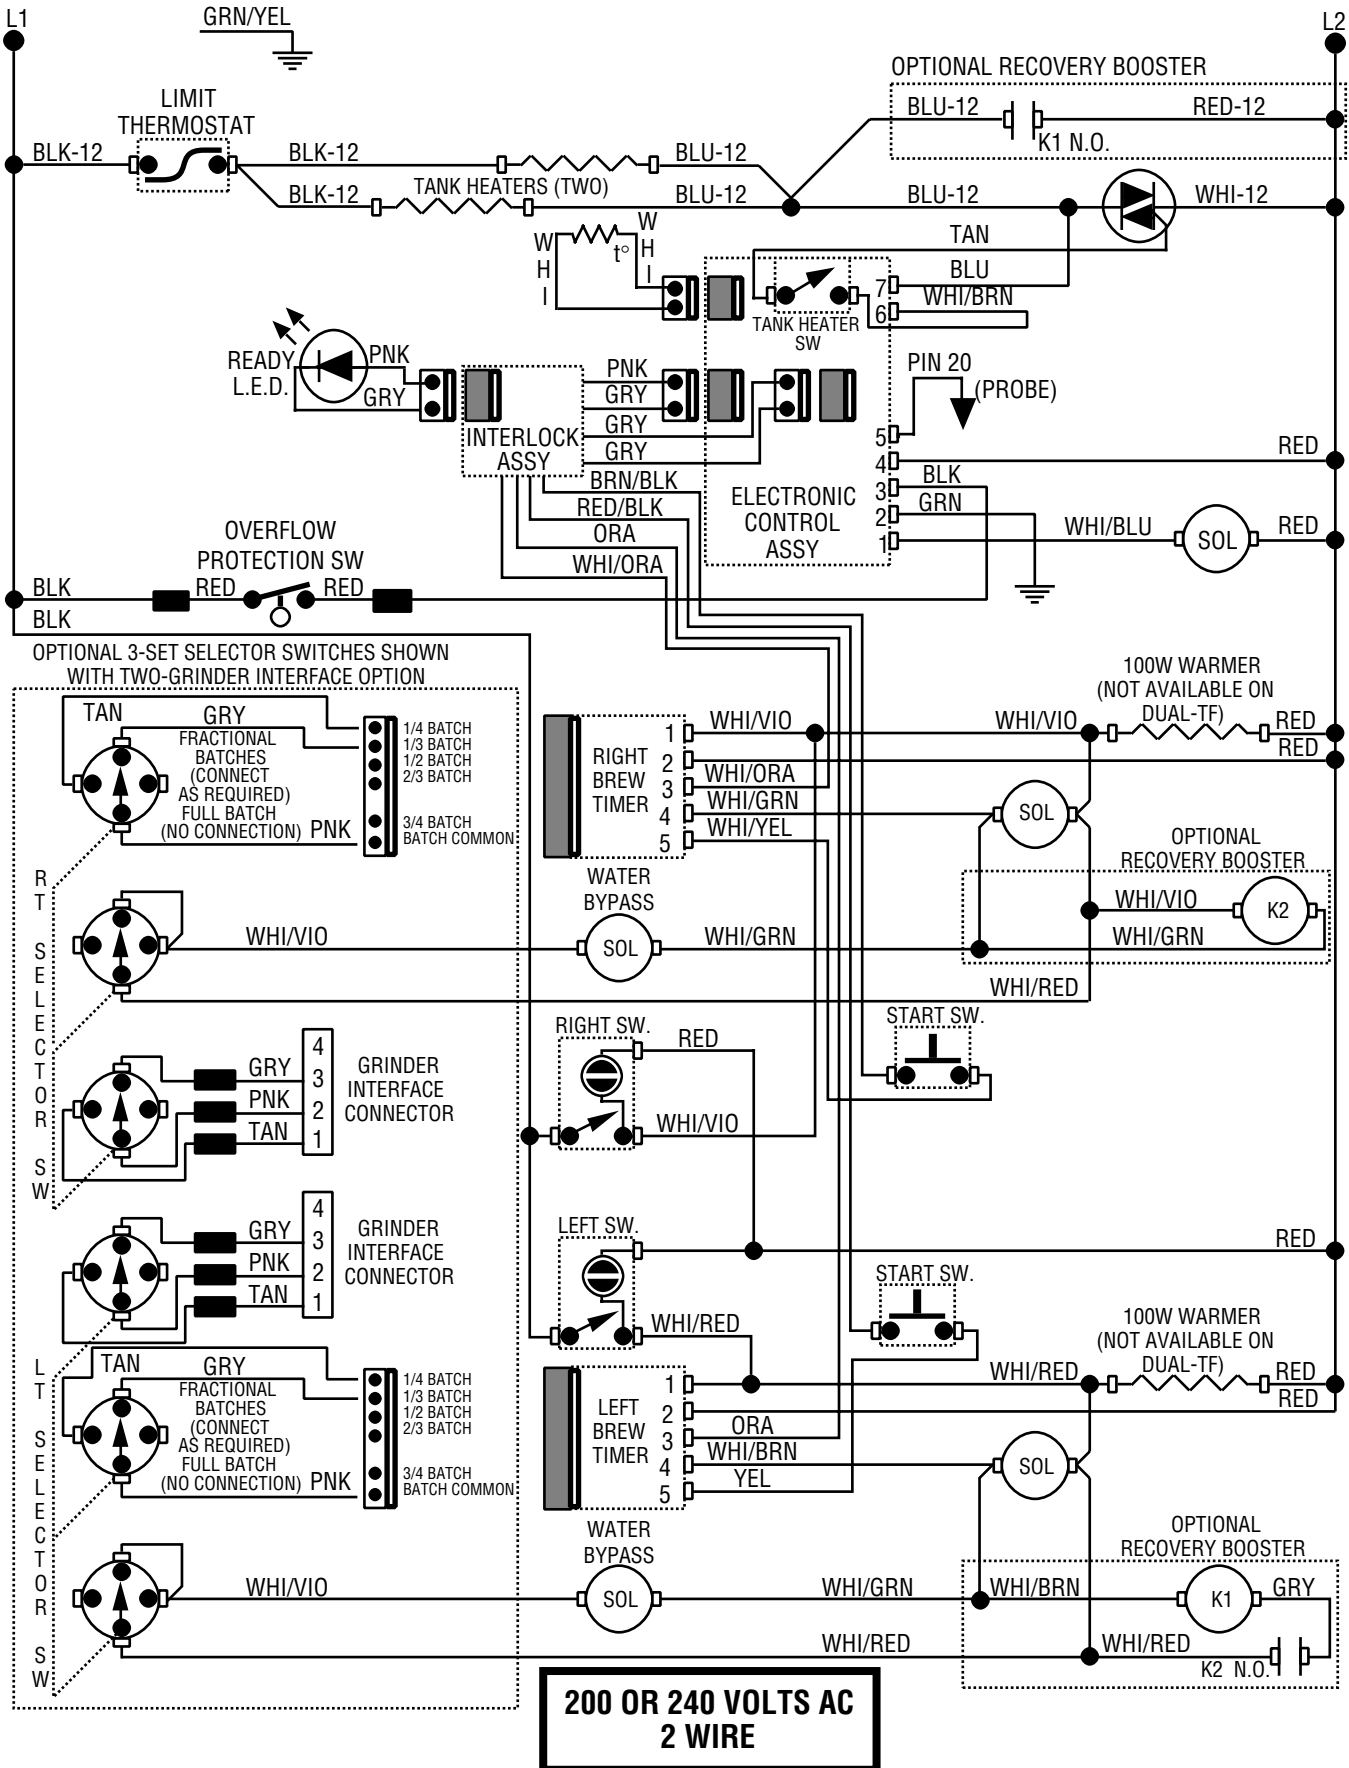 L1
GRN/YEL
L2
OPTIONAL RECOVERY BOOSTER
BLU-12
RED-12
K1 N.O.
LIMIT
THERMOSTAT
BLK-12
BLK-12
BLU-12
BLK-12
TANK HEATERS (TWO)
BLU-12
BLU-12
WHI-12
WHI
t°
WHI
TAN
BLU
7
WHI/BRN
6
TANK HEATER
SW
READY
L.E.D.
PNK
GRY
PNK
GRY
GRY
GRY
INTERLOCK
ASSY
PIN 20
(PROBE)
5
4
RED
3
BLK
2
GRN
1
WHI/BLU
SOL
RED
ELECTRONIC
CONTROL
ASSY
BRN/BLK
RED/BLK
ORA
WHI/ORA
OVERFLOW
PROTECTION SW
BLK
RED
RED
BLK
OPTIONAL 3-SET SELECTOR SWITCHES SHOWN
WITH TWO-GRINDER INTERFACE OPTION
TAN
GRY
FRACTIONAL
BATCHES
(CONNECT
AS REQUIRED)
FULL BATCH
(NO CONNECTION)
PNK
1/4 BATCH
1/3 BATCH
1/2 BATCH
2/3 BATCH
3/4 BATCH
BATCH COMMON
RIGHT
BREW
TIMER
1
WHI/VIO
WHI/VIO
100W WARMER
(NOT AVAILABLE ON
DUAL-TF)
RED
2
RED
3
WHI/ORA
4
WHI/GRN
SOL
5
WHI/YEL
OPTIONAL
RECOVERY BOOSTER
WHI/VIO
K2
WHI/GRN
RT SELECTOR SW
WHI/VIO
WATER
BYPASS
SOL
WHI/GRN
WHI/RED
RIGHT SW.
RED
WHI/VIO
START SW.
4
GRY
3
PNK
2
TAN
1
GRINDER
INTERFACE
CONNECTOR
4
GRY
3
PNK
2
TAN
1
GRINDER
INTERFACE
CONNECTOR
LEFT SW.
RED
WHI/RED
START SW.
LT SELECTOR SW
TAN
GRY
FRACTIONAL
BATCHES
(CONNECT
AS REQUIRED)
FULL BATCH
(NO CONNECTION)
PNK
1/4 BATCH
1/3 BATCH
1/2 BATCH
2/3 BATCH
3/4 BATCH
BATCH COMMON
LEFT
BREW
TIMER
1
WHI/RED
100W WARMER
(NOT AVAILABLE ON
DUAL-TF)
RED
2
RED
3
ORA
4
WHI/BRN
SOL
5
YEL
WHI/VIO
WATER
BYPASS
SOL
WHI/GRN
OPTIONAL
RECOVERY BOOSTER
WHI/BRN
K1
GRY
WHI/RED
WHI/RED
K2 N.O.
200 OR 240 VOLTS AC
2 WIRE